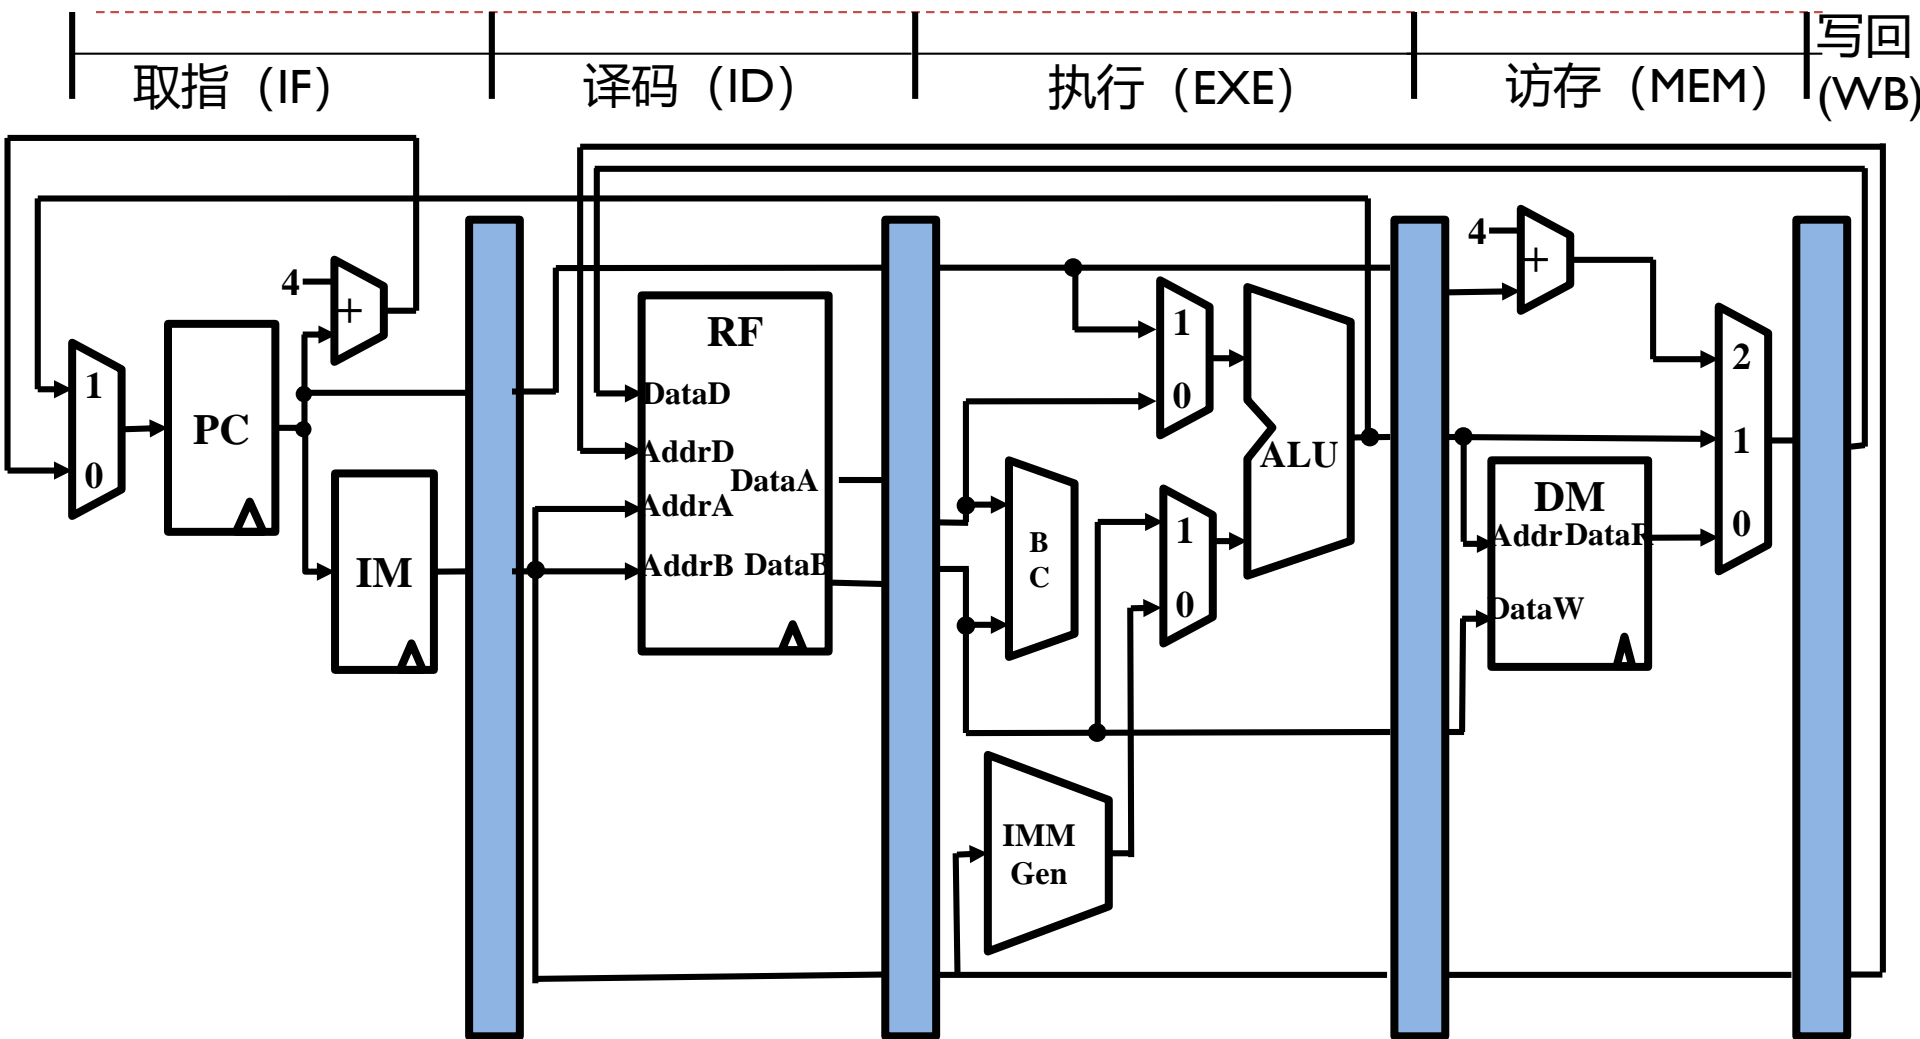 取指（IF）
译码（ID）
执行（EXE）
访存（MEM）
写回
(WB)
4
+
1
0
PC
IM
RF
DataD
AddrD
DataA
AddrA
AddrB
DataB
1
0
B
C
1
0
ALU
IMM
Gen
4
+
DM
Addr
DataR
DataW
2
1
0